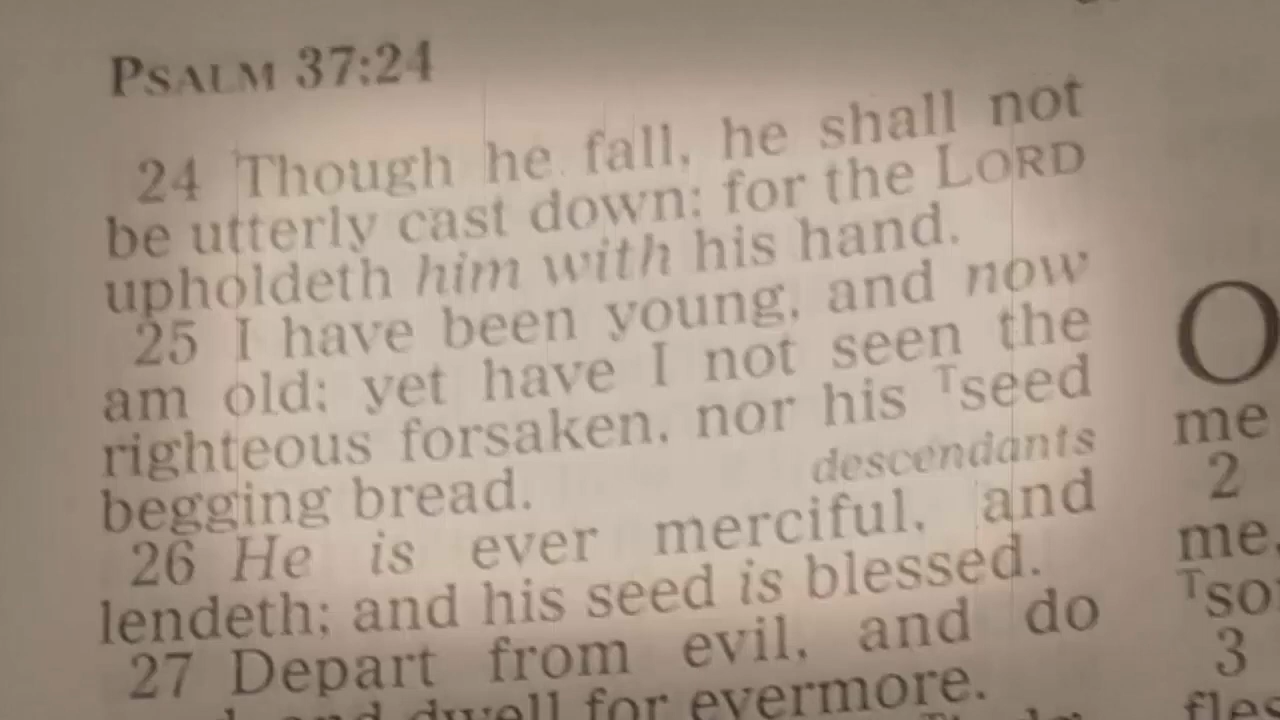 PSALM 37:24
24 Though he fall, he shall not
be utterly cast down: for the LORD
upholdeth him with his hand.
25 I have been young, and now
am old; yet have I not seen the
righteous forsaken, nor his ᵀseed
begging bread. descendants
26 He is ever merciful, and
lendeth; and his seed is blessed.
27 Depart from evil, and do
and dwell for evermore.
O
me
2
me,
ᵀso
3